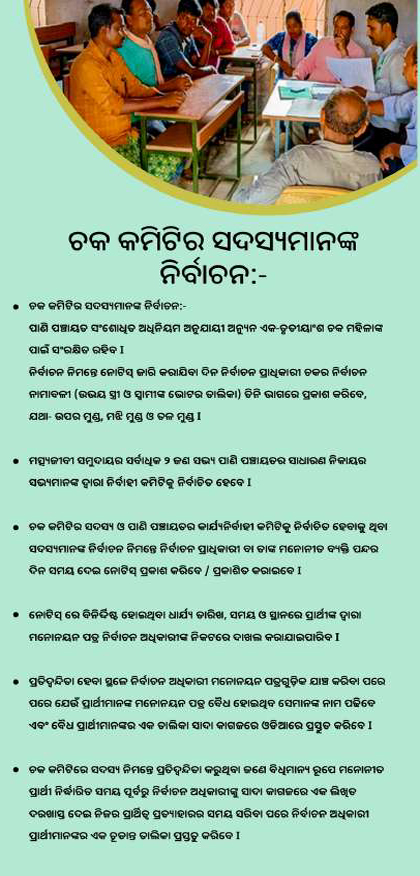 ଚକ କମିଟିର ସଦସ୍ୟମାନଙ୍କ
ନିର୍ବାଚନ:-
ଚକ କମିଟିର ସଦସ୍ୟମାନଙ୍କ ନିର୍ବାଚନ:-
ପାଣି ପଞ୍ଚାୟତ ସଂଶୋଧିତ ଅଧିନିୟମ ଅନୁଯାୟୀ ଅନ୍ୟୂନ ଏକ-ତୃତୀୟାଂଶ ଚକ ମହିଳାଙ୍କ
ପାଇଁ ସଂରକ୍ଷିତ ରହିବ I
ନିର୍ବାଚନ ନିମନ୍ତେ ନୋଟିସ୍ ଜାରି କରାଯିବା ଦିନ ନିର୍ବାଚନ ପ୍ରାଧିକାରୀ ଚକର ନିର୍ବାଚନ
ନାମାବଳୀ (ଉଭୟ ସ୍ତ୍ରୀ ଓ ସ୍ଵାମୀଙ୍କ ଭୋଟର ତାଲିକା) ତିନି ଭାଗରେ ପ୍ରକାଶ କରିବେ,
ଯଥା- ଉପର ମୁଣ୍ଡ, ମଝି ମୁଣ୍ଡ ଓ ତଳ ମୁଣ୍ଡ I
ମତ୍ସ୍ୟଜୀବୀ ସମୁଦାୟର ସର୍ବାଧିକ ୨ ଜଣ ସଭ୍ୟ ପାଣି ପଞ୍ଚାୟତର ସାଧାରଣ ନିକାୟର
ସଭ୍ୟମାନଙ୍କ ଦ୍ଵାରା ନିର୍ବାହୀ କମିଟିକୁ ନିର୍ବାଚିତ ହେବେ I
ଚକ କମିଟିର ସଦସ୍ୟ ଓ ପାଣି ପଞ୍ଚାୟତର କାର୍ଯ୍ୟନିର୍ବାହୀ କମିଟିକୁ ନିର୍ବାଚିତ ହେବାକୁ ଥିବା
ସଦସ୍ୟମାନଙ୍କ ନିର୍ବାଚନ ନିମନ୍ତେ ନିର୍ବାଚନ ପ୍ରାଧିକାରୀ ବା ତାଙ୍କ ମନୋନୀତ ବ୍ୟକ୍ତି ପନ୍ଦର
ଦିନ ସମୟ ଦେଇ ନୋଟିସ୍ ପ୍ରକାଶ କରିବେ / ପ୍ରକାଶିତ କରାଇବେ I
ନୋଟିସ୍ ରେ ବିନିର୍ଦ୍ଦିଷ୍ଟ ହୋଇଥିବା ଧାର୍ଯ୍ୟ ତାରିଖ, ସମୟ ଓ ସ୍ଥାନରେ ପ୍ରାର୍ଥୀଙ୍କ ଦ୍ୱାରା
ମନୋନୟନ ପତ୍ର ନିର୍ବାଚନ ଅଧିକାରୀଙ୍କ ନିକଟରେ ଦାଖଲ କରାଯାଇପାରିବ I
ପ୍ରତିଦ୍ବନ୍ଦିତା ହେବା ସ୍ଥଳେ ନିର୍ବାଚନ ଅଧିକାରୀ ମନୋନୟନ ପତ୍ରଗୁଡ଼ିକ ଯାଞ୍ଚ କରିବା ପରେ
ପରେ ଯେଉଁ ପ୍ରାର୍ଥୀମାନଙ୍କ ମନୋନୟନ ପତ୍ର ବୈଧ ହୋଇଥିବ ସେମାନଙ୍କ ନାମ ପଢିବେ
ଏବଂ ବୈଧ ପ୍ରାର୍ଥୀମାନଙ୍କର ଏକ ତାଲିକା ସାଦା କାଗଜରେ ଓଡିଆରେ ପ୍ରସ୍ତୁତ କରିବେ I
ଚକ କମିଟିରେ ସଦସ୍ୟ ନିମନ୍ତେ ପ୍ରତିଦ୍ବନ୍ଦିତା କରୁଥିବା ଜଣେ ବିଧିମାନ୍ୟ ରୂପେ ମନୋନୀତ
ପ୍ରାର୍ଥୀ ନିର୍ଦ୍ଧାରିତ ସମୟ ପୂର୍ବରୁ ନିର୍ବାଚନ ଅଧିକାରୀଙ୍କୁ ସାଦା କାଗଜରେ ଏକ ଲିଖିତ
ଦରଖାସ୍ତ ଦେଇ ନିଜର ପ୍ରାର୍ଥିତ୍ଵ ପ୍ରତ୍ୟାହାରର ସମୟ ସରିବା ପରେ ନିର୍ବାଚନ ଅଧିକାରୀ
ପ୍ରାର୍ଥୀମାନଙ୍କର ଏକ ଚୂଡାନ୍ତ ତାଲିକା ପ୍ରସ୍ତୁତ କରିବେ I